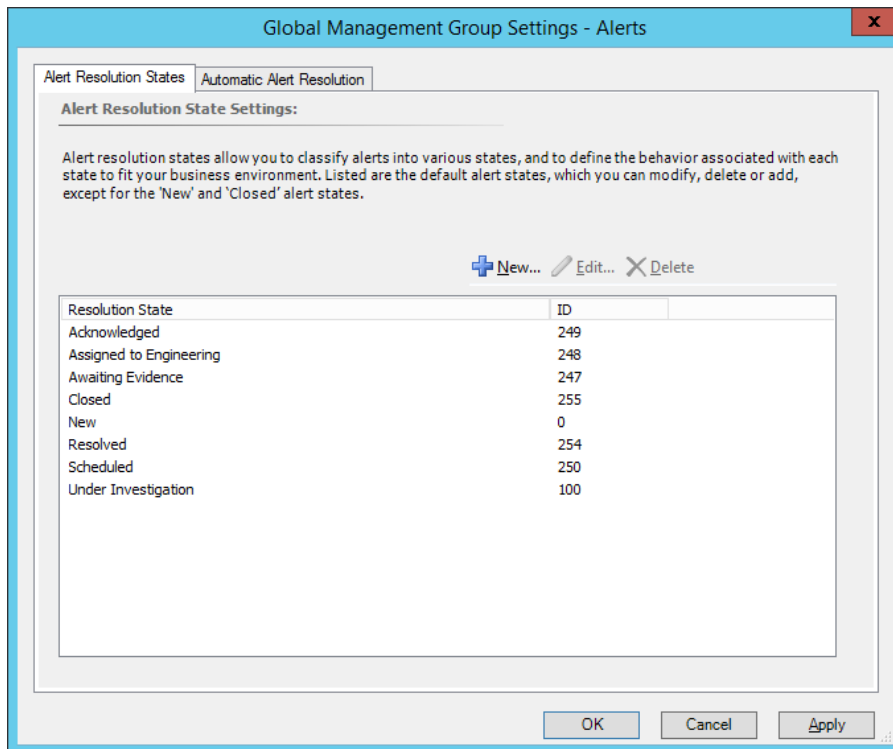 Global Management Group Settings - Alerts
x
Alert Resolution States Automatic Alert Resolution
Alert Resolution State Settings:
Alert resolution states allow you to classify alerts into various states, and to define the behavior associated with each
state to fit your business environment. Listed are the default alert states, which you can modify, delete or add,
except for the 'New' and 'Closed' alert states.
New... Edit... Delete
Resolution State ID
Acknowledged 249
Assigned to Engineering 248
Awaiting Evidence 247
Closed 255
New 0
Resolved 254
Scheduled 250
Under Investigation 100
OK Cancel Apply